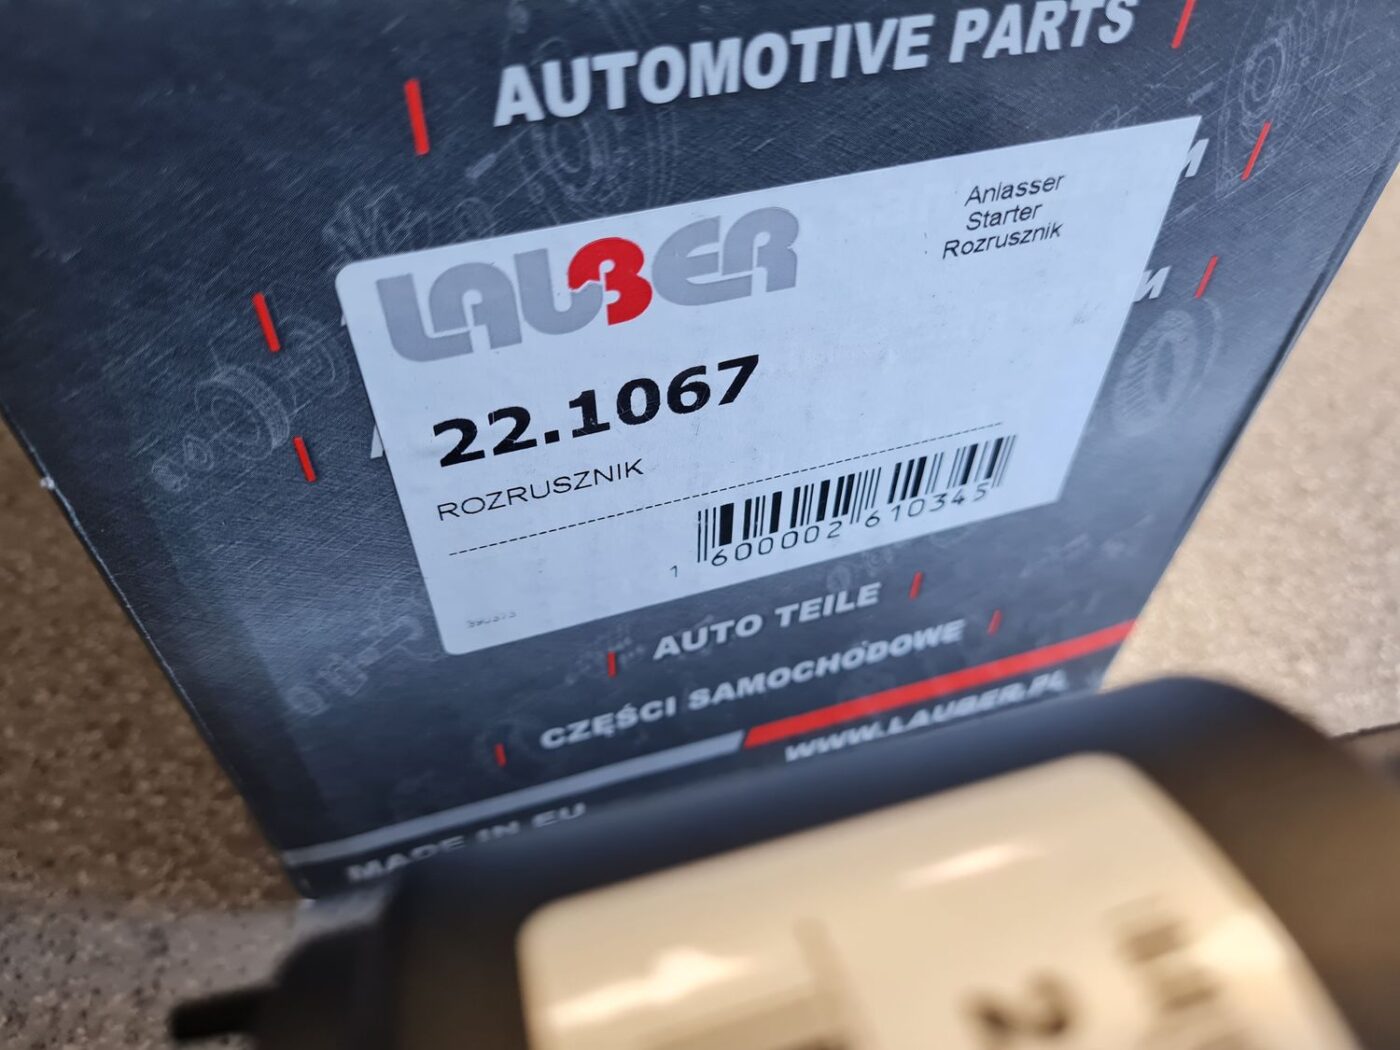 AUTOMOTIVE PARTS
LAUBER
Anlasser
Starter
Rozrusznik
22.1067
ROZRUSZNIK
1 600002 610345
AUTO TEILE
CZĘŚCI SAMOCHODOWE
WWW.LAUBER.PL
MADE IN EU
2